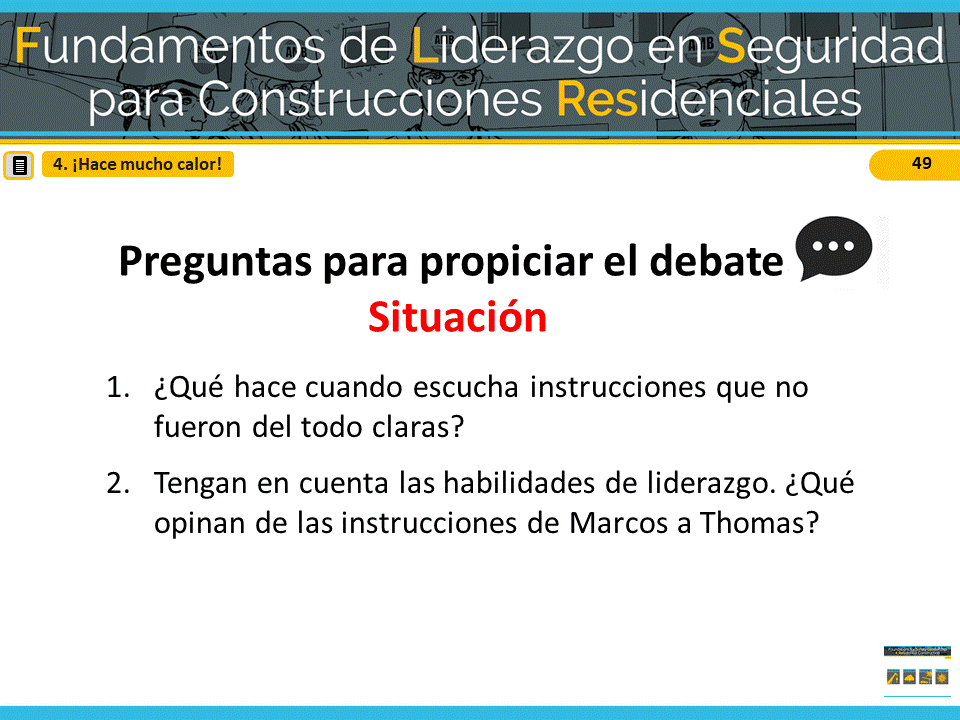 Fundamentos de Liderazgo en Seguridad
para Construcciones Residenciales
4. ¡Hace mucho calor!
49
Preguntas para propiciar el debate
Situación
1. ¿Qué hace cuando escucha instrucciones que no
fueron del todo claras?
2. Tengan en cuenta las habilidades de liderazgo. ¿Qué
opinan de las instrucciones de Marcos a Thomas?